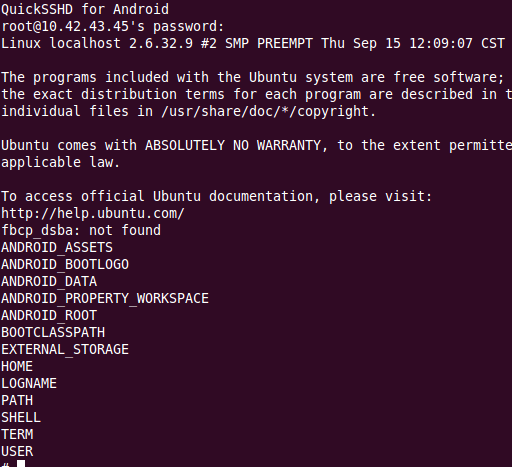 QuickSSHD for Android
root@10.42.43.45's password:
Linux localhost 2.6.32.9 #2 SMP PREEMPT Thu Sep 15 12:09:07 CST
The programs included with the Ubuntu system are free software;
the exact distribution terms for each program are described in t
individual files in /usr/share/doc/*/copyright.
Ubuntu comes with ABSOLUTELY NO WARRANTY, to the extent permitte
applicable law.
To access official Ubuntu documentation, please visit:
http://help.ubuntu.com/
fbcp_dsba: not found
ANDROID_ASSETS
ANDROID_BOOTLOGO
ANDROID_DATA
ANDROID_PROPERTY_WORKSPACE
ANDROID_ROOT
BOOTCLASSPATH
EXTERNAL_STORAGE
HOME
LOGNAME
PATH
SHELL
TERM
USER
#